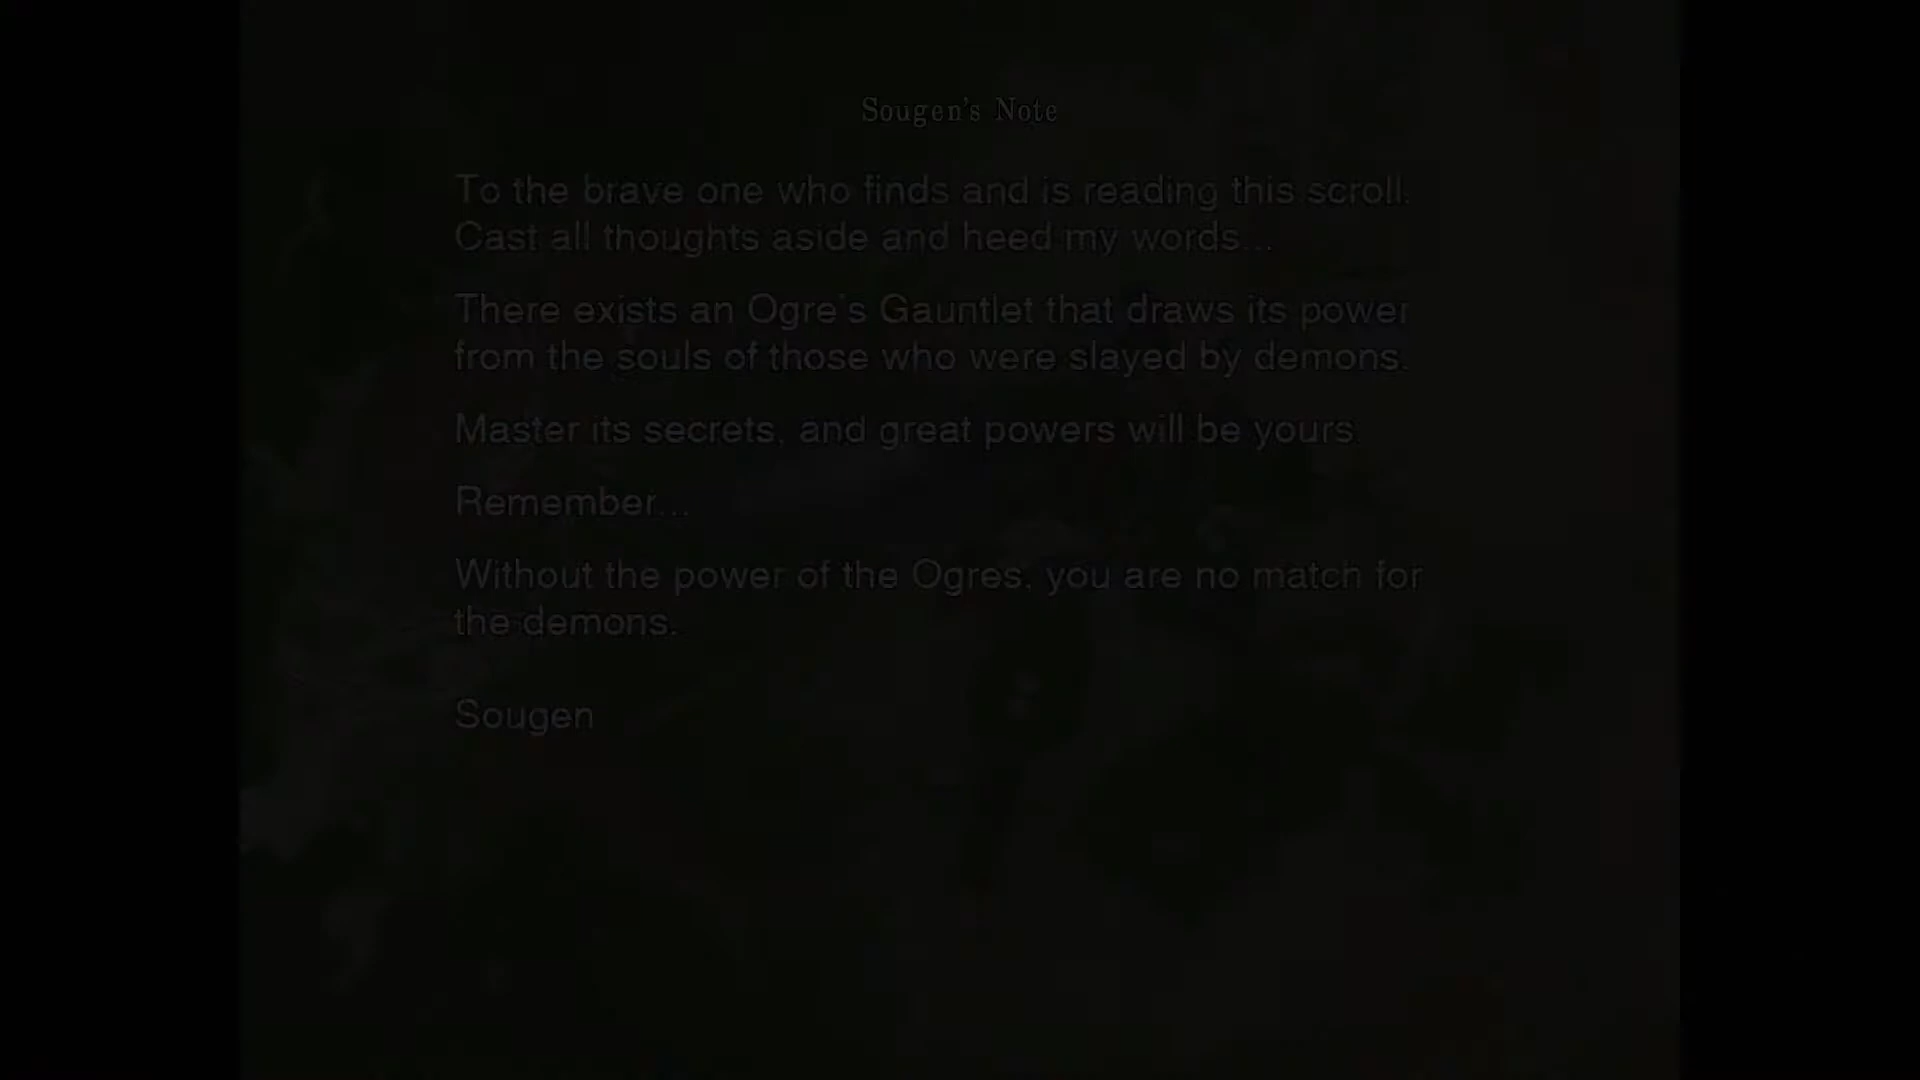 Sougen's Note
To the brave one who finds and is reading this scroll.
Cast all thoughts aside and heed my words...
There exists an Ogre's Gauntlet that draws its power
from the souls of those who were slayed by demons.
Master its secrets, and great powers will be yours.
Remember...
Without the power of the Ogres, you are no match for
the demons.
Sougen